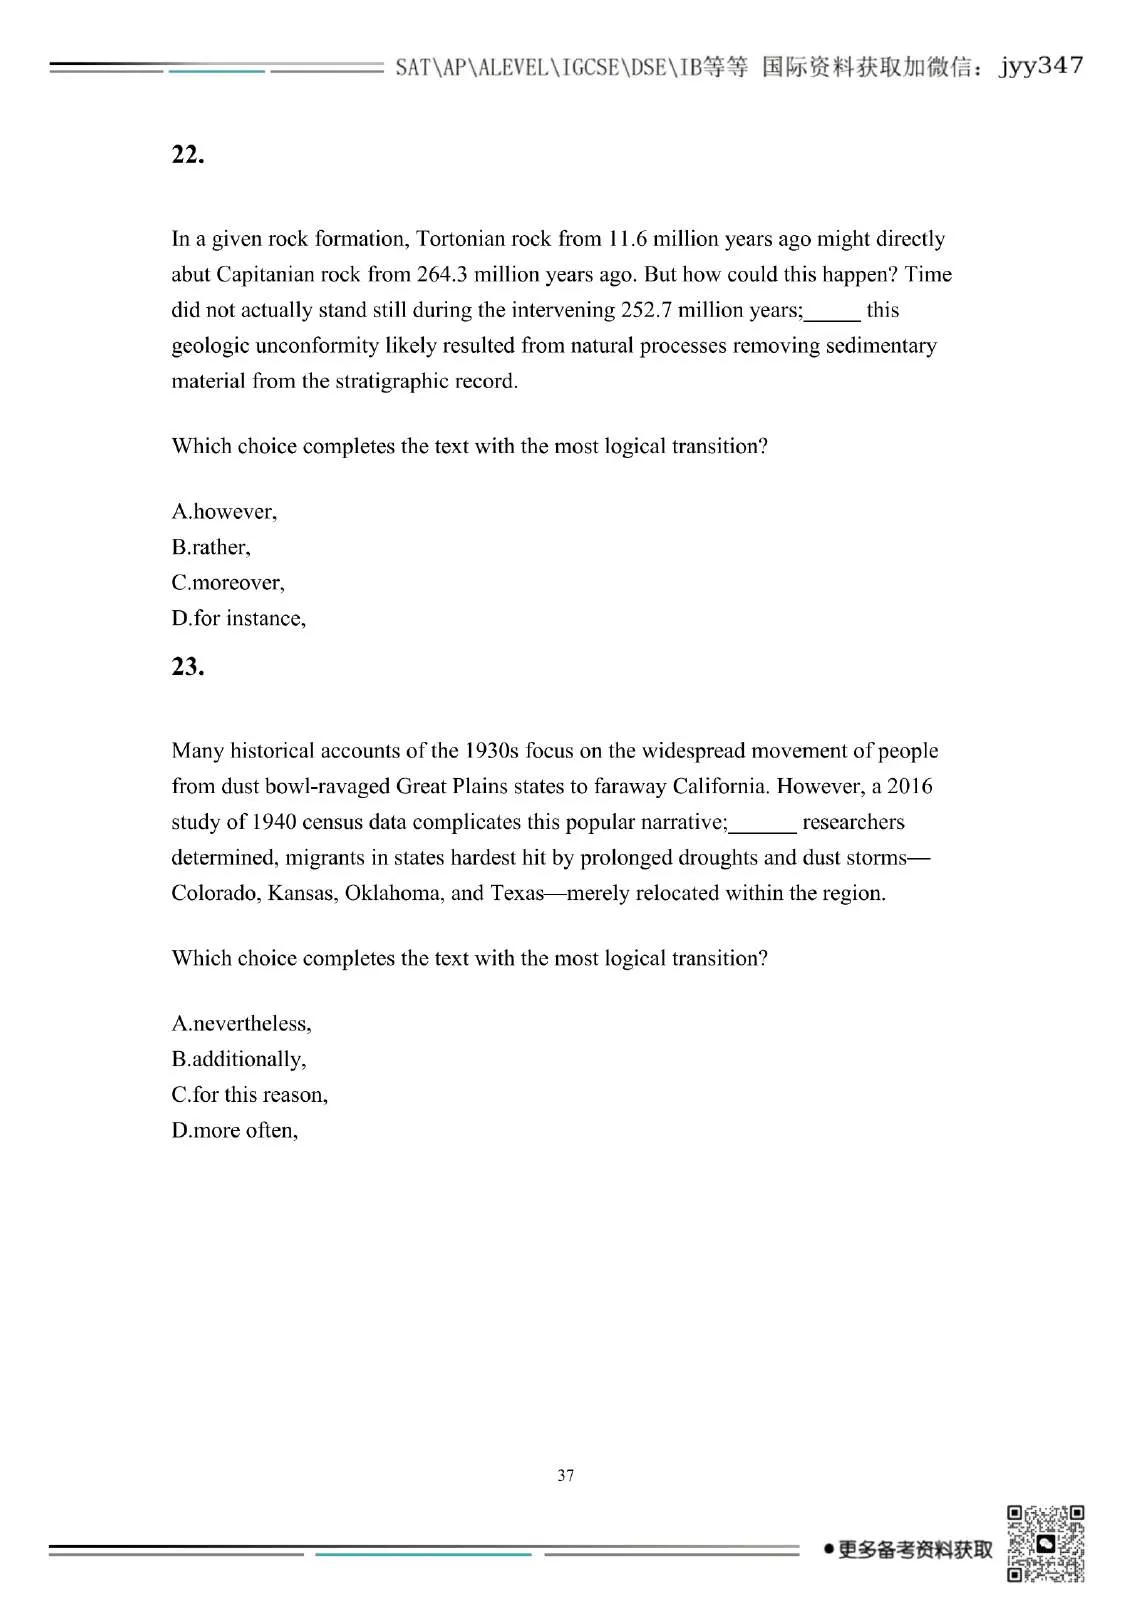 SAT\AP\ALEVEL\IGCSE\DSE\IB等等 国际资料获取加微信：jyy347
22.
In a given rock formation, Tortonian rock from 11.6 million years ago might directly
abut Capitanian rock from 264.3 million years ago. But how could this happen? Time
did not actually stand still during the intervening 252.7 million years;_____ this
geologic unconformity likely resulted from natural processes removing sedimentary
material from the stratigraphic record.
Which choice completes the text with the most logical transition?
A.however,
B.rather,
C.moreover,
D.for instance,
23.
Many historical accounts of the 1930s focus on the widespread movement of people
from dust bowl-ravaged Great Plains states to faraway California. However, a 2016
study of 1940 census data complicates this popular narrative;______ researchers
determined, migrants in states hardest hit by prolonged droughts and dust storms—
Colorado, Kansas, Oklahoma, and Texas—merely relocated within the region.
Which choice completes the text with the most logical transition?
A.nevertheless,
B.additionally,
C.for this reason,
D.more often,
37
●更多备考资料获取